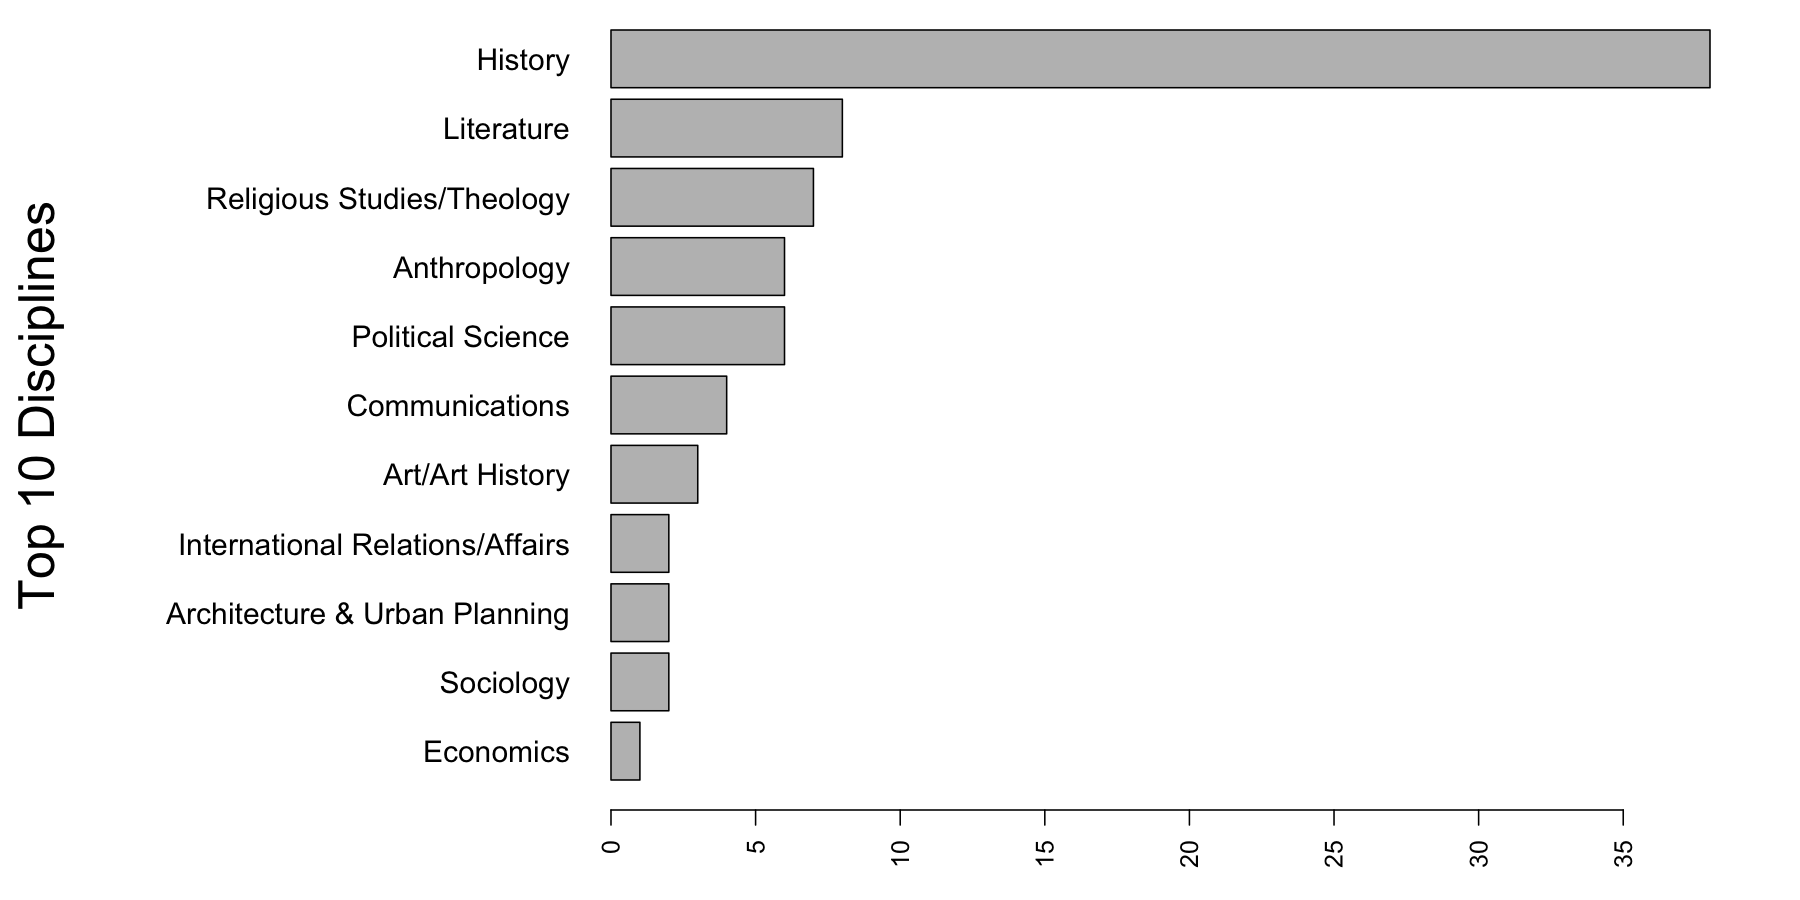 Top 10 Disciplines
History
Literature
Religious Studies/Theology
Anthropology
Political Science
Communications
Art/Art History
International Relations/Affairs
Architecture & Urban Planning
Sociology
Economics
0 5 10 15 20 25 30 35